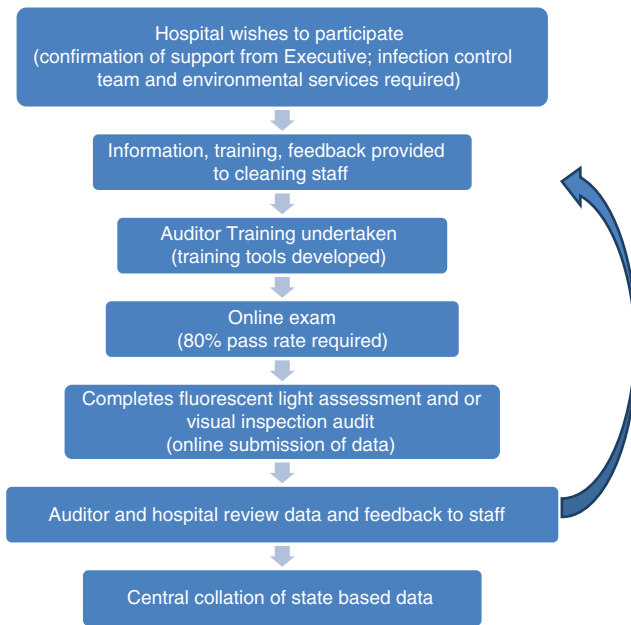 Hospital wishes to participate
(confirmation of support from Executive; infection control
team and environmental services required)
Information, training, feedback provided
to cleaning staff
Auditor Training undertaken
(training tools developed)
Online exam
(80% pass rate required)
Completes fluorescent light assessment and or
visual inspection audit
(online submission of data)
Auditor and hospital review data and feedback to staff
Central collation of state based data